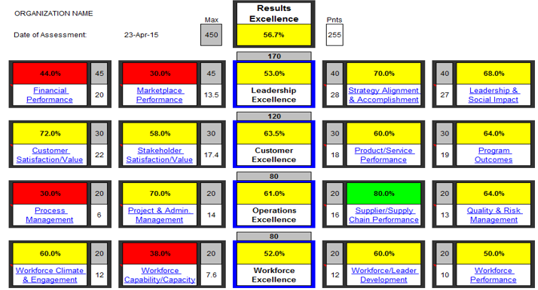 ORGANIZATION NAME
Date of Assessment: 23-Apr-15
Max
450
Results
Excellence
56.7%
Pnts
255
170
44.0% 45
Financial
Performance
20
30.0% 45
Marketplace
Performance
13.5
53.0%
Leadership
Excellence
40 70.0%
28
Strategy Alignment
& Accomplishment
40 68.0%
27
Leadership &
Social Impact
120
72.0% 30
Customer
Satisfaction/Value
22
58.0% 30
Stakeholder
Satisfaction/Value
17.4
63.5%
Customer
Excellence
30 60.0%
18
Product/Service
Performance
30 64.0%
19
Program
Outcomes
80
30.0% 20
Process
Management
6
70.0% 20
Project & Admin.
Management
14
61.0%
Operations
Excellence
20 80.0%
16
Supplier/Supply
Chain Performance
20 64.0%
13
Quality & Risk
Management
80
60.0% 20
Workforce Climate
& Engagement
12
38.0% 20
Workforce
Capability/Capacity
7.6
52.0%
Workforce
Excellence
20 60.0%
12
Workforce/Leader
Development
20 50.0%
10
Workforce
Performance